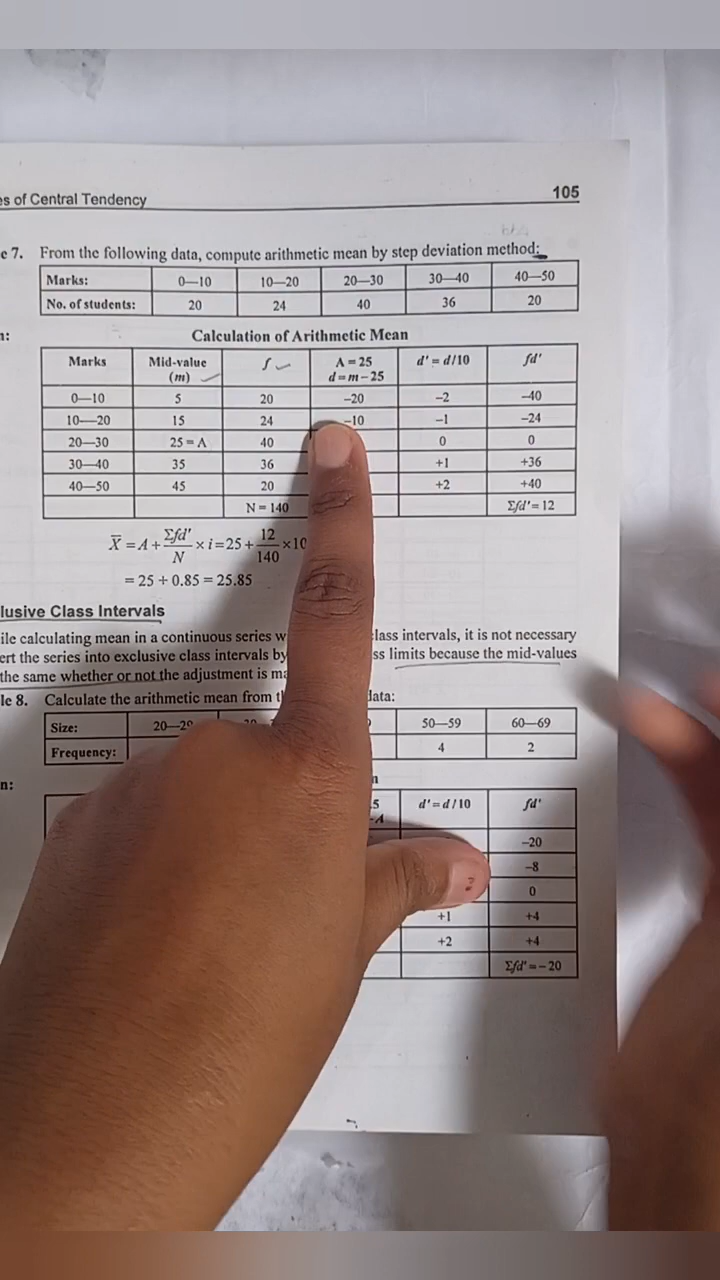 es of Central Tendency 105
e 7. From the following data, compute arithmetic mean by step deviation method:
Marks: 0—10 10—20 20—30 30—40 40—50
No. of students: 20 24 40 36 20
n: Calculation of Arithmetic Mean
Marks Mid-value (m) f A = 25 d = m − 25 d' = d/10 fd'
0—10 5 20 −20 −2 −40
10—20 15 24 −10 −1 −24
20—30 25 = A 40 0 0
30—40 35 36 +1 +36
40—50 45 20 +2 +40
N = 140 Σfd' = 12
X̄ = A + Σfd'/N × i = 25 + 12/140 × 10
= 25 + 0.85 = 25.85
lusive Class Intervals
ile calculating mean in a continuous series w lass intervals, it is not necessary
ert the series into exclusive class intervals by ss limits because the mid-values
the same whether or not the adjustment is ma
le 8. Calculate the arithmetic mean from t data:
Size: 20—29 50—59 60—69
Frequency: 4 2
n: n
5 d' = d/10 fd'
-A
−20
−8
0
+1 +4
+2 +4
Σfd' = −20